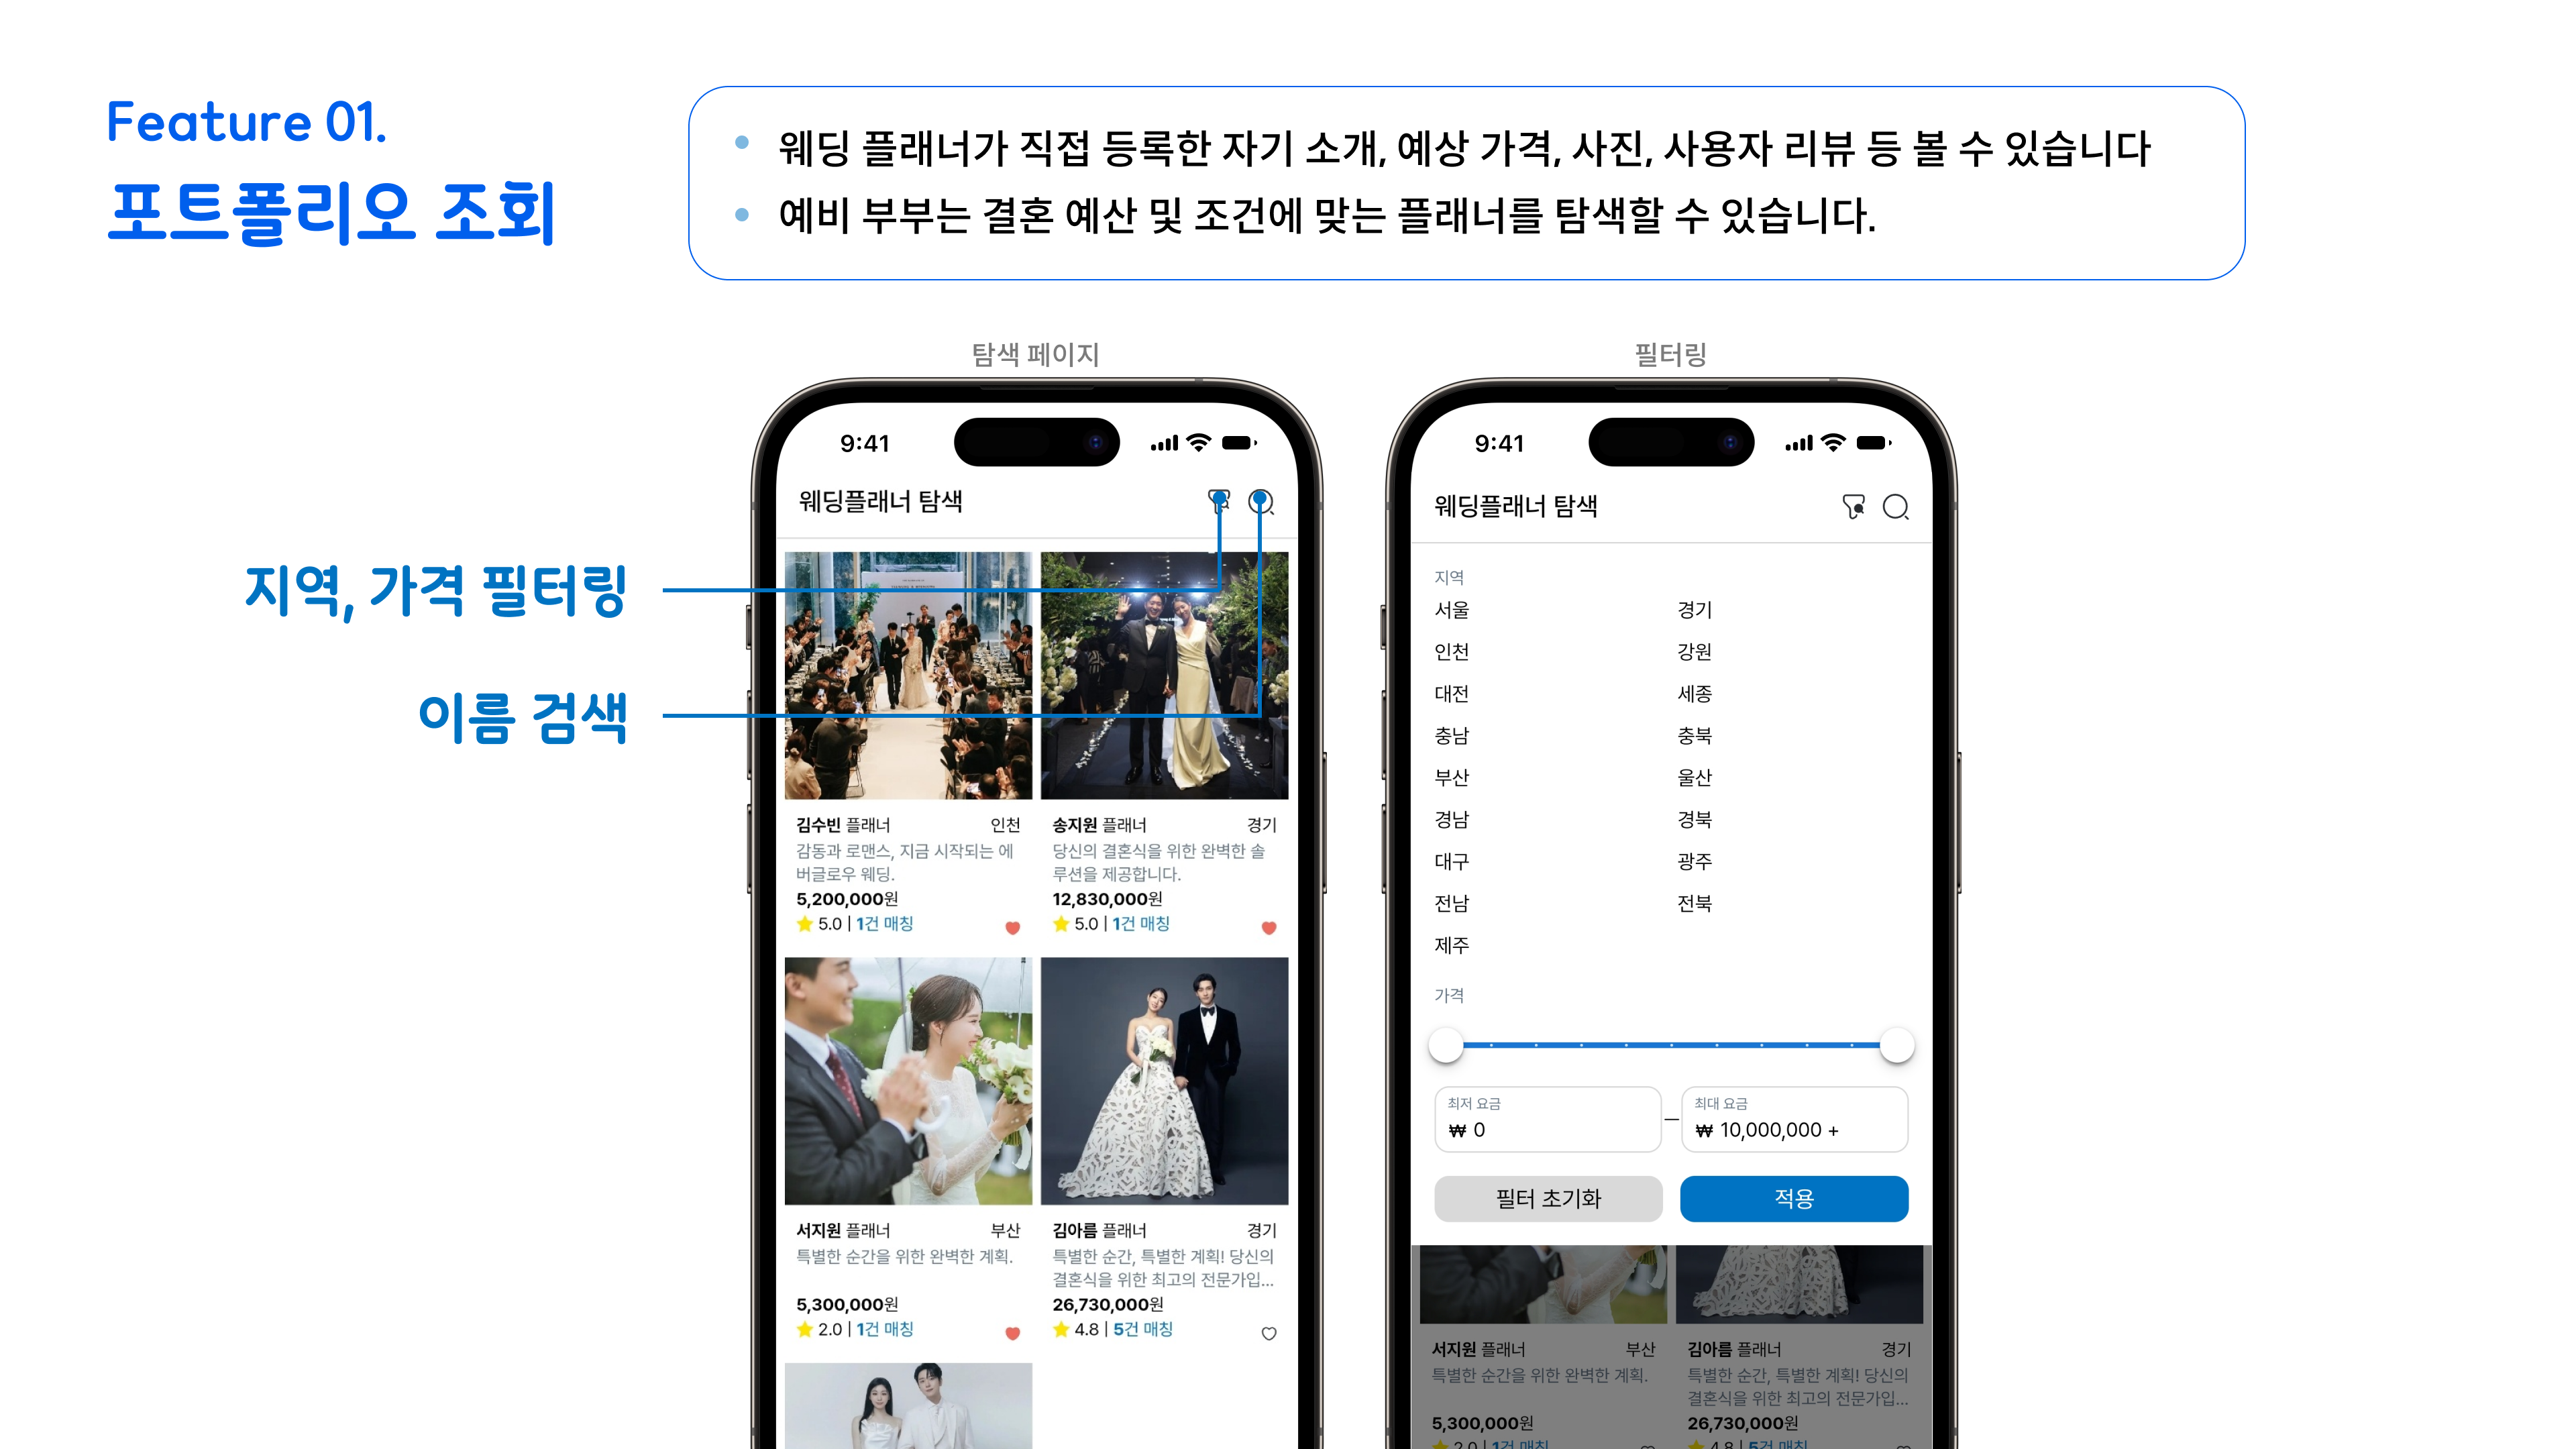 Feature 01.
포트폴리오 조회
웨딩 플래너가 직접 등록한 자기 소개, 예상 가격, 사진, 사용자 리뷰 등 볼 수 있습니다
예비 부부는 결혼 예산 및 조건에 맞는 플래너를 탐색할 수 있습니다.
지역, 가격 필터링
이름 검색
탐색 페이지
9:41
웨딩플래너 탐색
김수빈 플래너 인천
감동과 로맨스, 지금 시작되는 에
버글로우 웨딩.
5,200,000원
5.0 | 1건 매칭
송지원 플래너 경기
당신의 결혼식을 위한 완벽한 솔
루션을 제공합니다.
12,830,000원
5.0 | 1건 매칭
서지원 플래너 부산
특별한 순간을 위한 완벽한 계획.
5,300,000원
2.0 | 1건 매칭
김아름 플래너 경기
특별한 순간, 특별한 계획! 당신의
결혼식을 위한 최고의 전문가입...
26,730,000원
4.8 | 5건 매칭
필터링
9:41
웨딩플래너 탐색
지역
서울 경기
인천 강원
대전 세종
충남 충북
부산 울산
경남 경북
대구 광주
전남 전북
제주
가격
최저 요금
₩ 0
–
최대 요금
₩ 10,000,000 +
필터 초기화
적용
서지원 플래너 부산
특별한 순간을 위한 완벽한 계획.
5,300,000원
2.0 | 1건 매칭
김아름 플래너 경기
특별한 순간, 특별한 계획! 당신의
결혼식을 위한 최고의 전문가입...
26,730,000원
4.8 | 5건 매칭